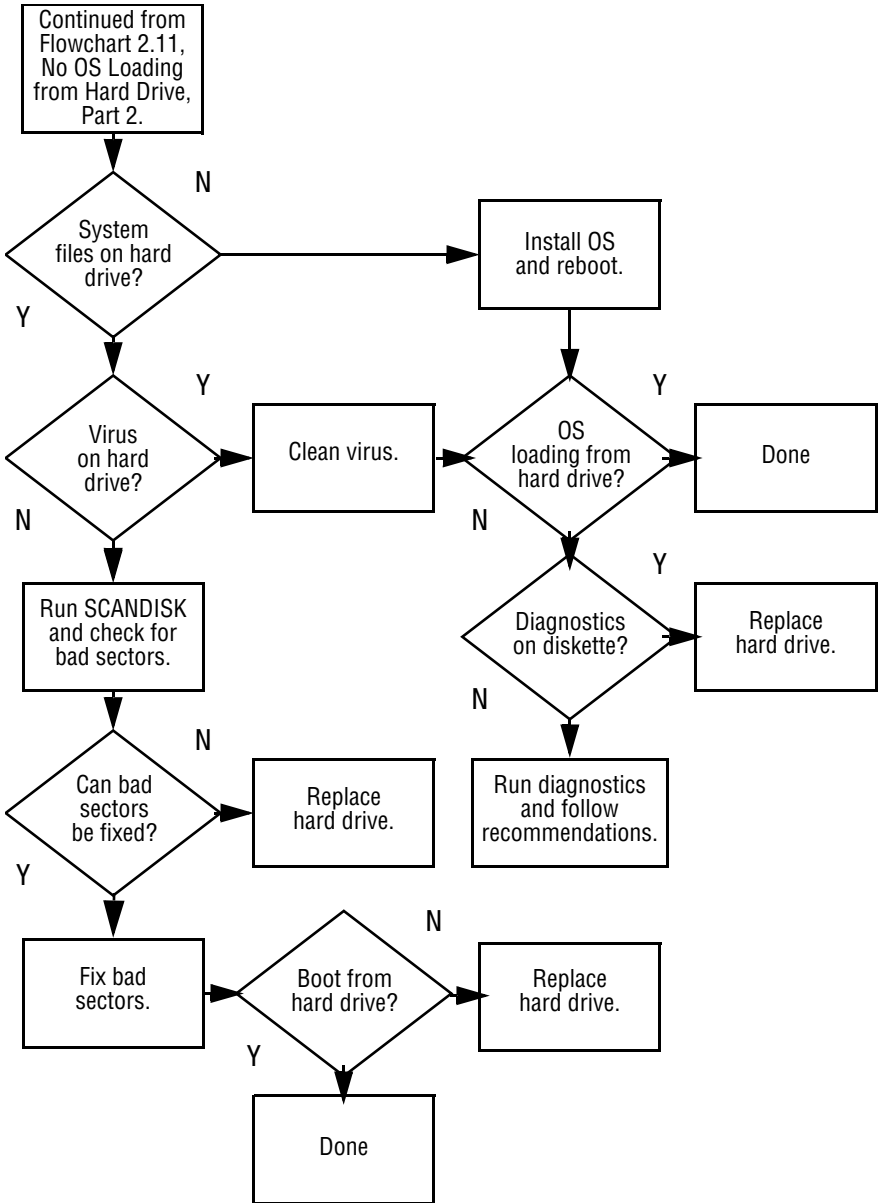 Continued from
Flowchart 2.11,
No OS Loading
from Hard Drive,
Part 2.
N
System
files on hard
drive?
Install OS
and reboot.
Y
Y
Virus
on hard
drive?
Clean virus.
Y
OS
loading from
hard drive?
Done
N
N
Run SCANDISK
and check for
bad sectors.
Y
Diagnostics
on diskette?
Replace
hard drive.
N
N
Can bad
sectors
be fixed?
Replace
hard drive.
Run diagnostics
and follow
recommendations.
Y
N
Fix bad
sectors.
Boot from
hard drive?
Replace
hard drive.
Y
Done